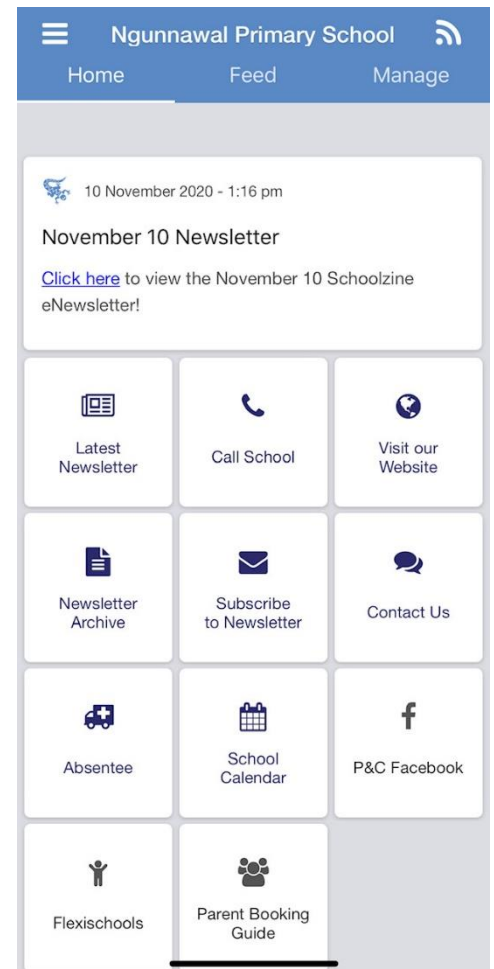 Ngunnawal Primary School
Home Feed Manage
10 November 2020 - 1:16 pm
November 10 Newsletter
Click here to view the November 10 Schoolzine
eNewsletter!
Latest
Newsletter
Call School
Visit our
Website
Newsletter
Archive
Subscribe
to Newsletter
Contact Us
Absentee
School
Calendar
P&C Facebook
Flexischools
Parent Booking
Guide